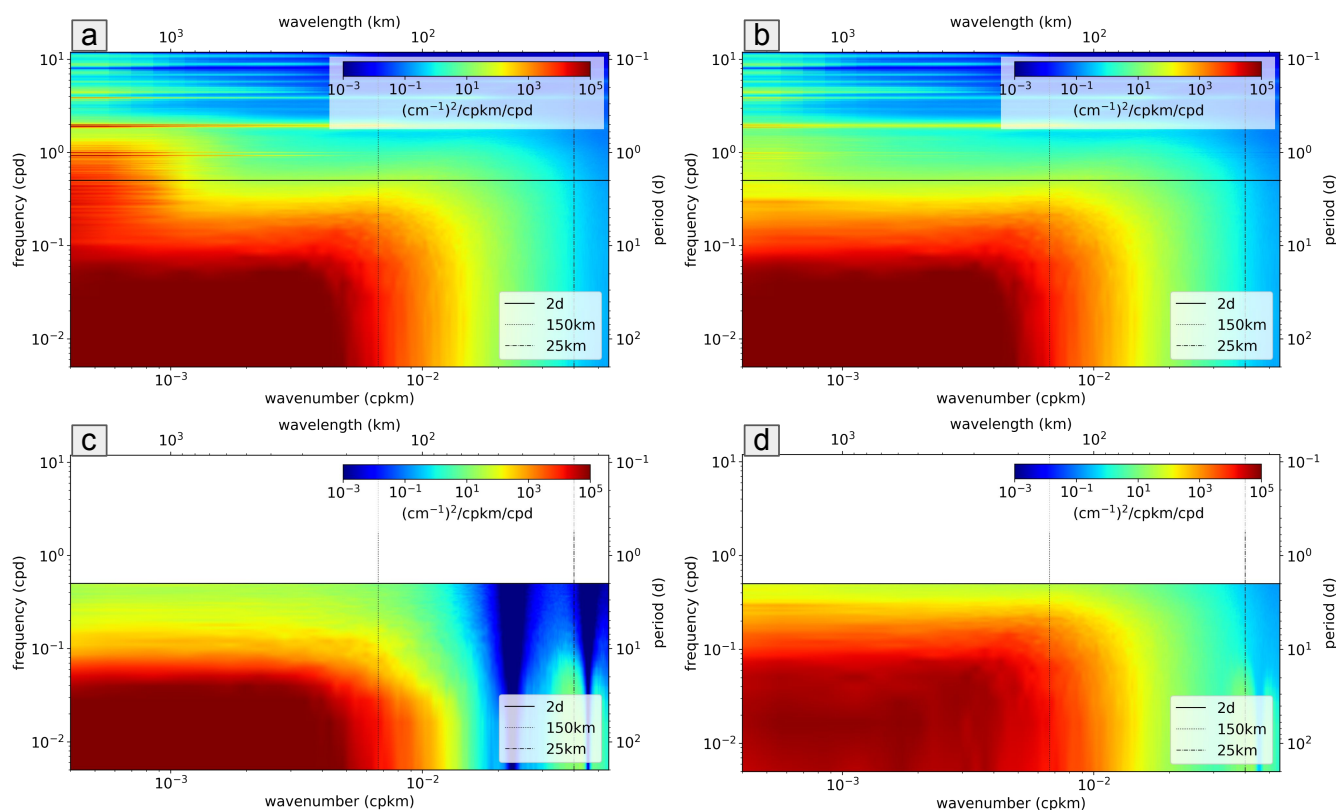 a
wavelength (km)
10³ 10²
10¹
10⁰
10⁻¹
10⁻²
frequency (cpd)
10⁻¹
10⁰
10¹
10²
period (d)
10⁻³ 10⁻¹ 10¹ 10³ 10⁵
(cm⁻¹)²/cpkm/cpd
2d
150km
25km
10⁻³ 10⁻²
wavenumber (cpkm)
b
wavelength (km)
10³ 10²
10¹
10⁰
10⁻¹
10⁻²
frequency (cpd)
10⁻¹
10⁰
10¹
10²
period (d)
10⁻³ 10⁻¹ 10¹ 10³ 10⁵
(cm⁻¹)²/cpkm/cpd
2d
150km
25km
10⁻³ 10⁻²
wavenumber (cpkm)
c
wavelength (km)
10³ 10²
10¹
10⁰
10⁻¹
10⁻²
frequency (cpd)
10⁻¹
10⁰
10¹
10²
period (d)
10⁻³ 10⁻¹ 10¹ 10³ 10⁵
(cm⁻¹)²/cpkm/cpd
2d
150km
25km
10⁻³ 10⁻²
wavenumber (cpkm)
d
wavelength (km)
10³ 10²
10¹
10⁰
10⁻¹
10⁻²
frequency (cpd)
10⁻¹
10⁰
10¹
10²
period (d)
10⁻³ 10⁻¹ 10¹ 10³ 10⁵
(cm⁻¹)²/cpkm/cpd
2d
150km
25km
10⁻³ 10⁻²
wavenumber (cpkm)